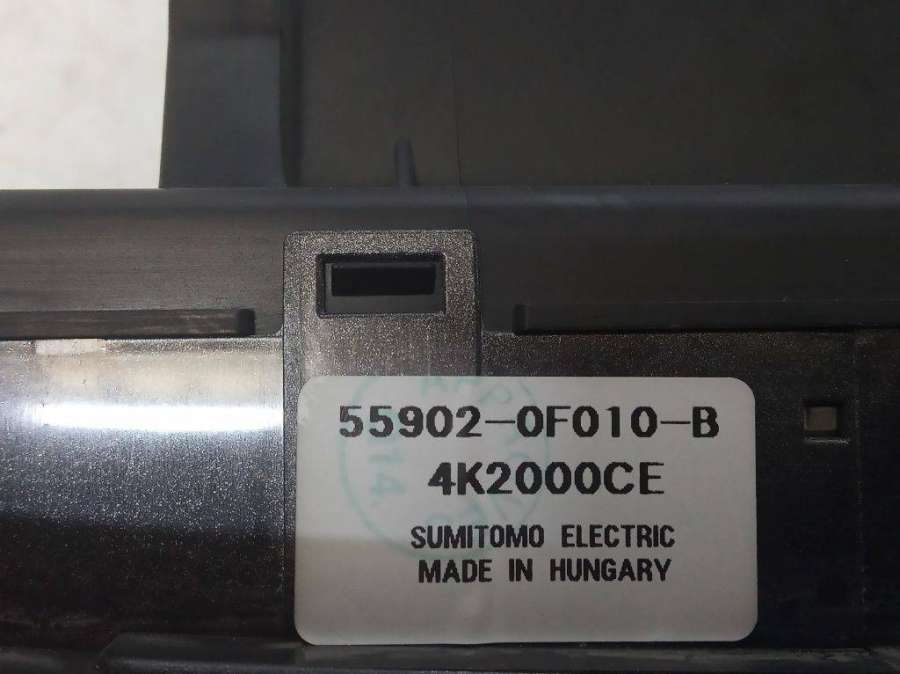 55902-0F010-B
4K2000CE
SUMITOMO ELECTRIC
MADE IN HUNGARY